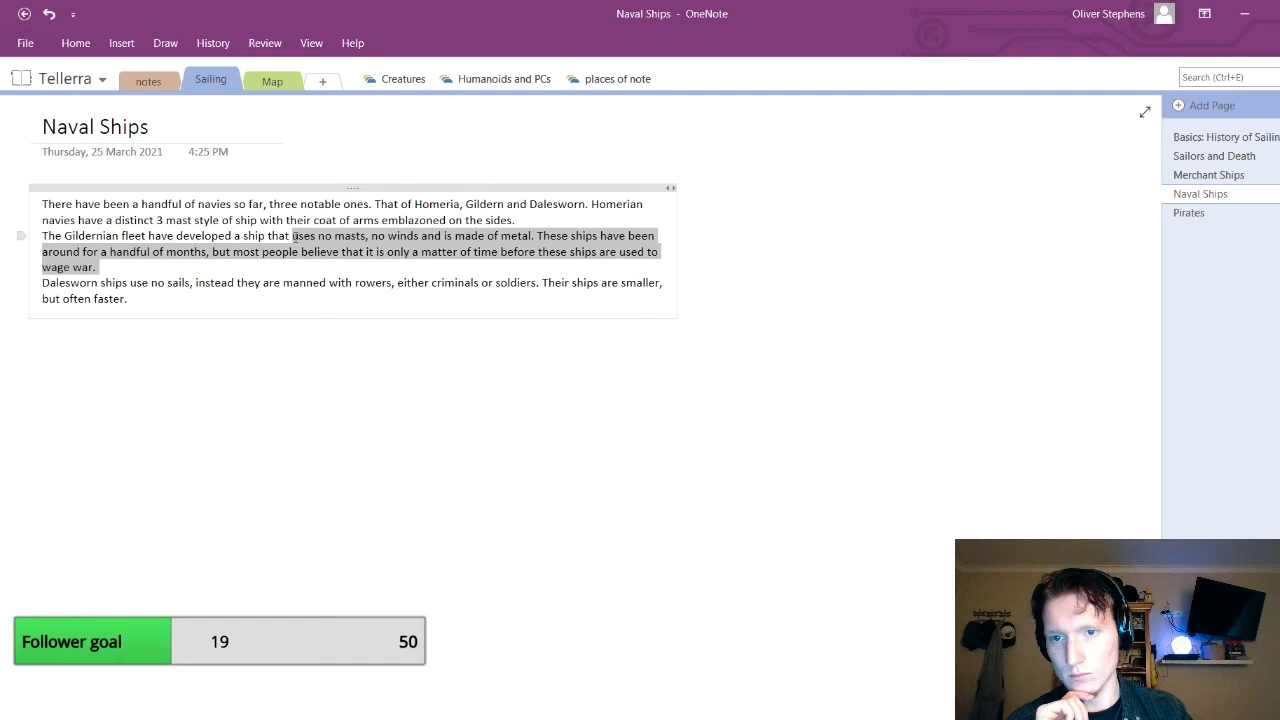 Naval Ships - OneNote
Oliver Stephens
File Home Insert Draw History Review View Help
Tellerra notes Sailing Map + Creatures Humanoids and PCs places of note
Search (Ctrl+E)
Naval Ships
Thursday, 25 March 2021 4:25 PM
There have been a handful of navies so far, three notable ones. That of Homeria, Gildern and Dalesworn. Homerian
navies have a distinct 3 mast style of ship with their coat of arms emblazoned on the sides.
The Gildernian fleet have developed a ship that uses no masts, no winds and is made of metal. These ships have been
around for a handful of months, but most people believe that it is only a matter of time before these ships are used to
wage war.
Dalesworn ships use no sails, instead they are manned with rowers, either criminals or soldiers. Their ships are smaller,
but often faster.
Add Page
Basics: History of Sailin
Sailors and Death
Merchant Ships
Naval Ships
Pirates
Follower goal 19 50